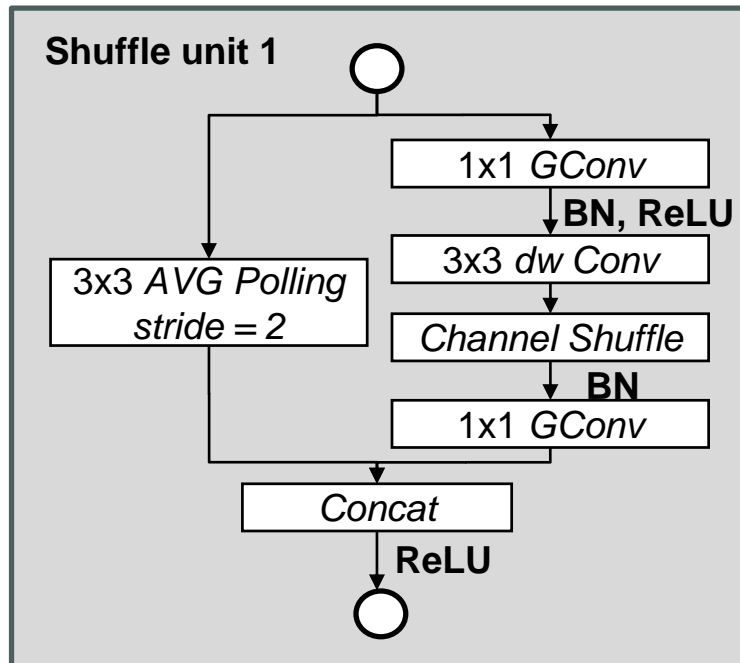 Shuffle unit 1
1x1 GConv
BN, ReLU
3x3 dw Conv
3x3 AVG Polling
stride = 2
Channel Shuffle
BN
1x1 GConv
Concat
ReLU